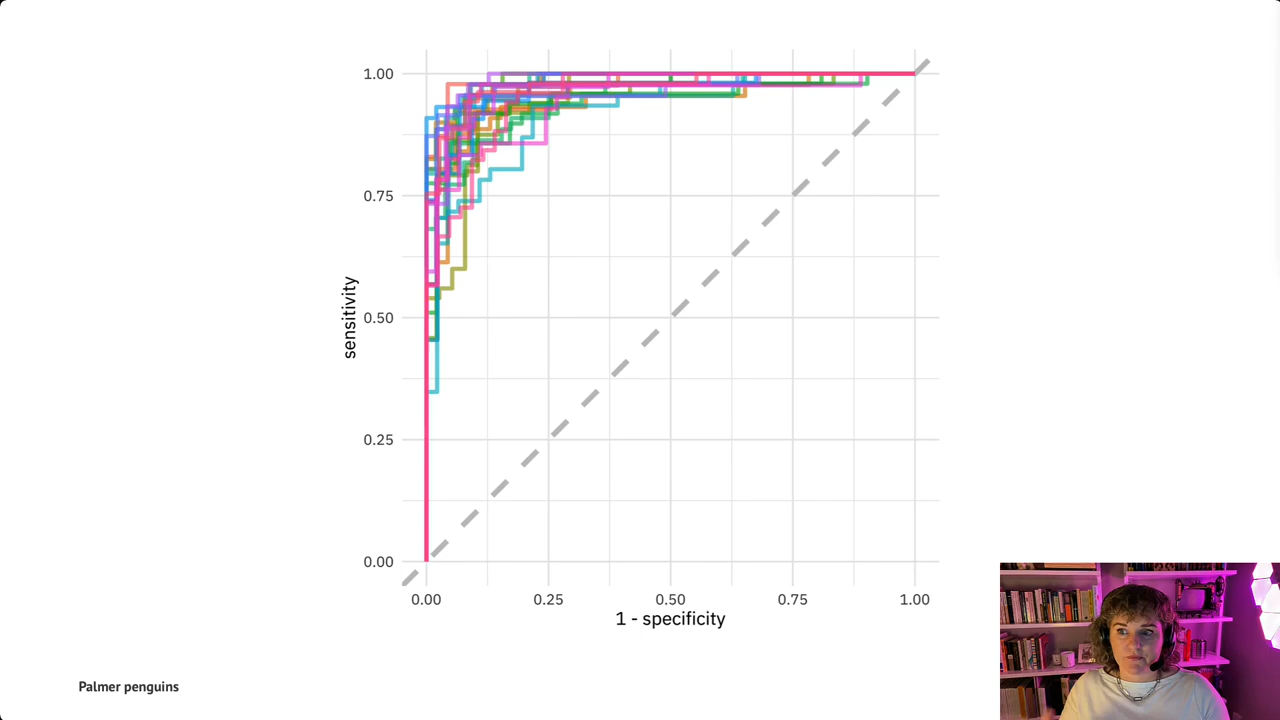 1.00
0.75
0.50
0.25
0.00
sensitivity
0.00 0.25 0.50 0.75 1.00
1 - specificity
Palmer penguins